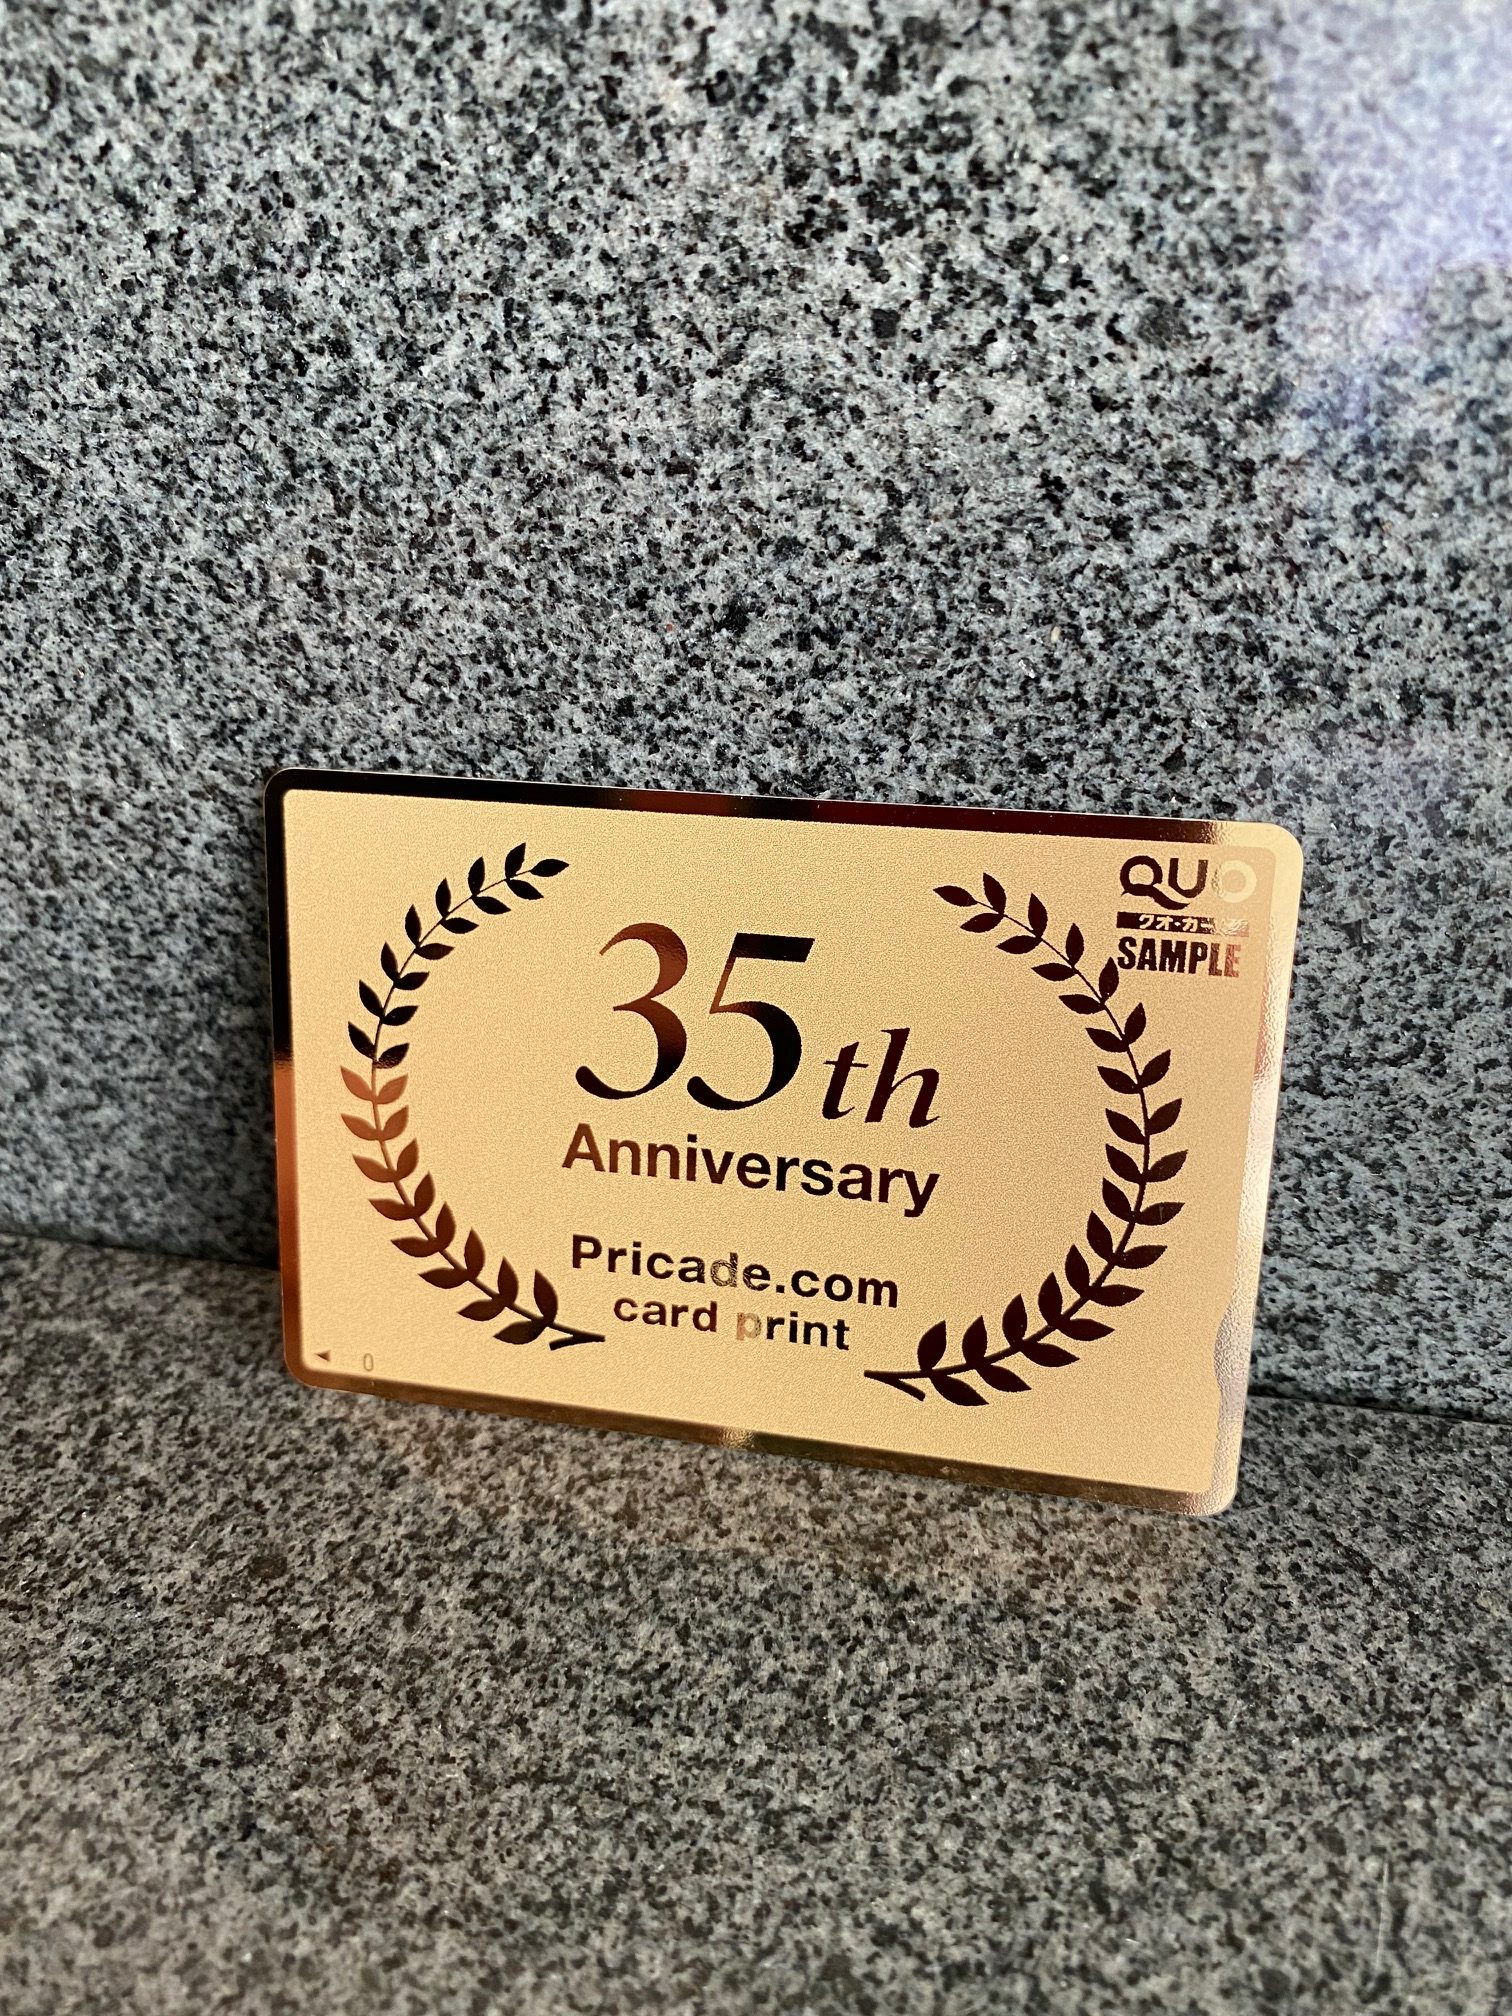 QUO
クオ・カード
SAMPLE
35th
Anniversary
Pricade.com
card print
0